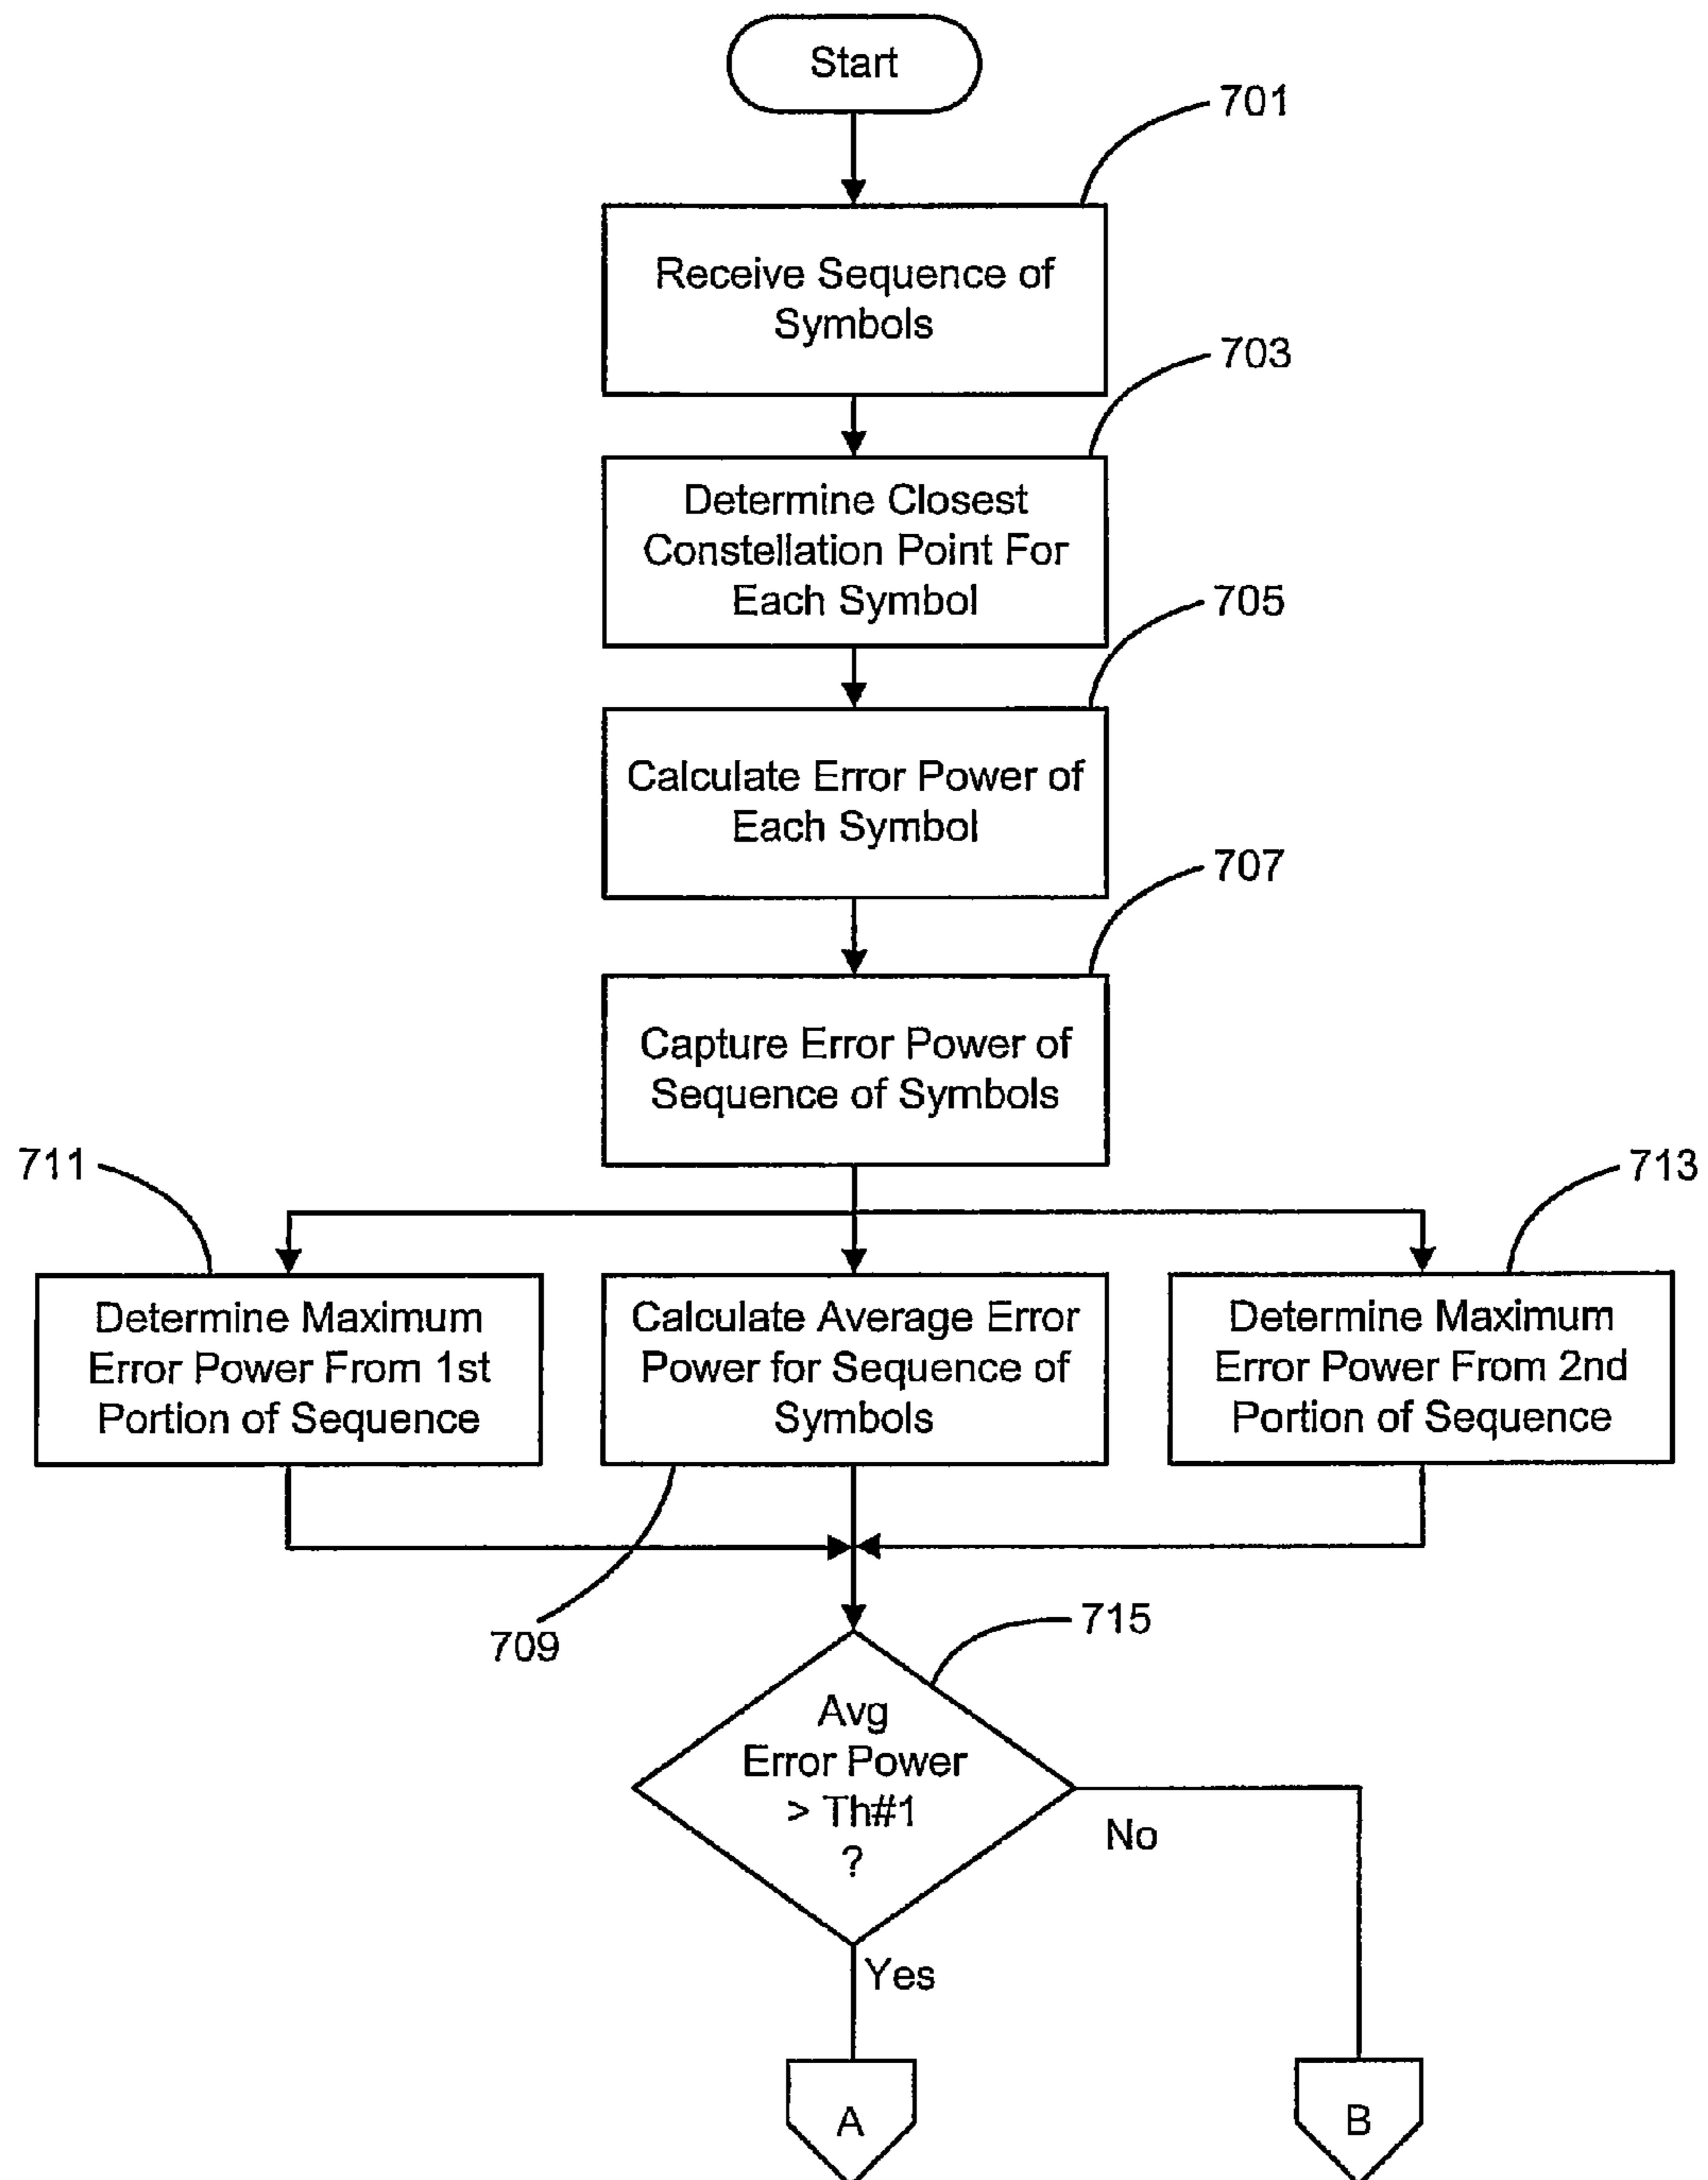 Start
701
Receive Sequence of
Symbols
703
Determine Closest
Constellation Point For
Each Symbol
705
Calculate Error Power of
Each Symbol
707
Capture Error Power of
Sequence of Symbols
711
713
Determine Maximum
Error Power From 1st
Portion of Sequence
Calculate Average Error
Power for Sequence of
Symbols
Determine Maximum
Error Power From 2nd
Portion of Sequence
709
715
Avg
Error Power
> Th#1
?
No
Yes
A
B